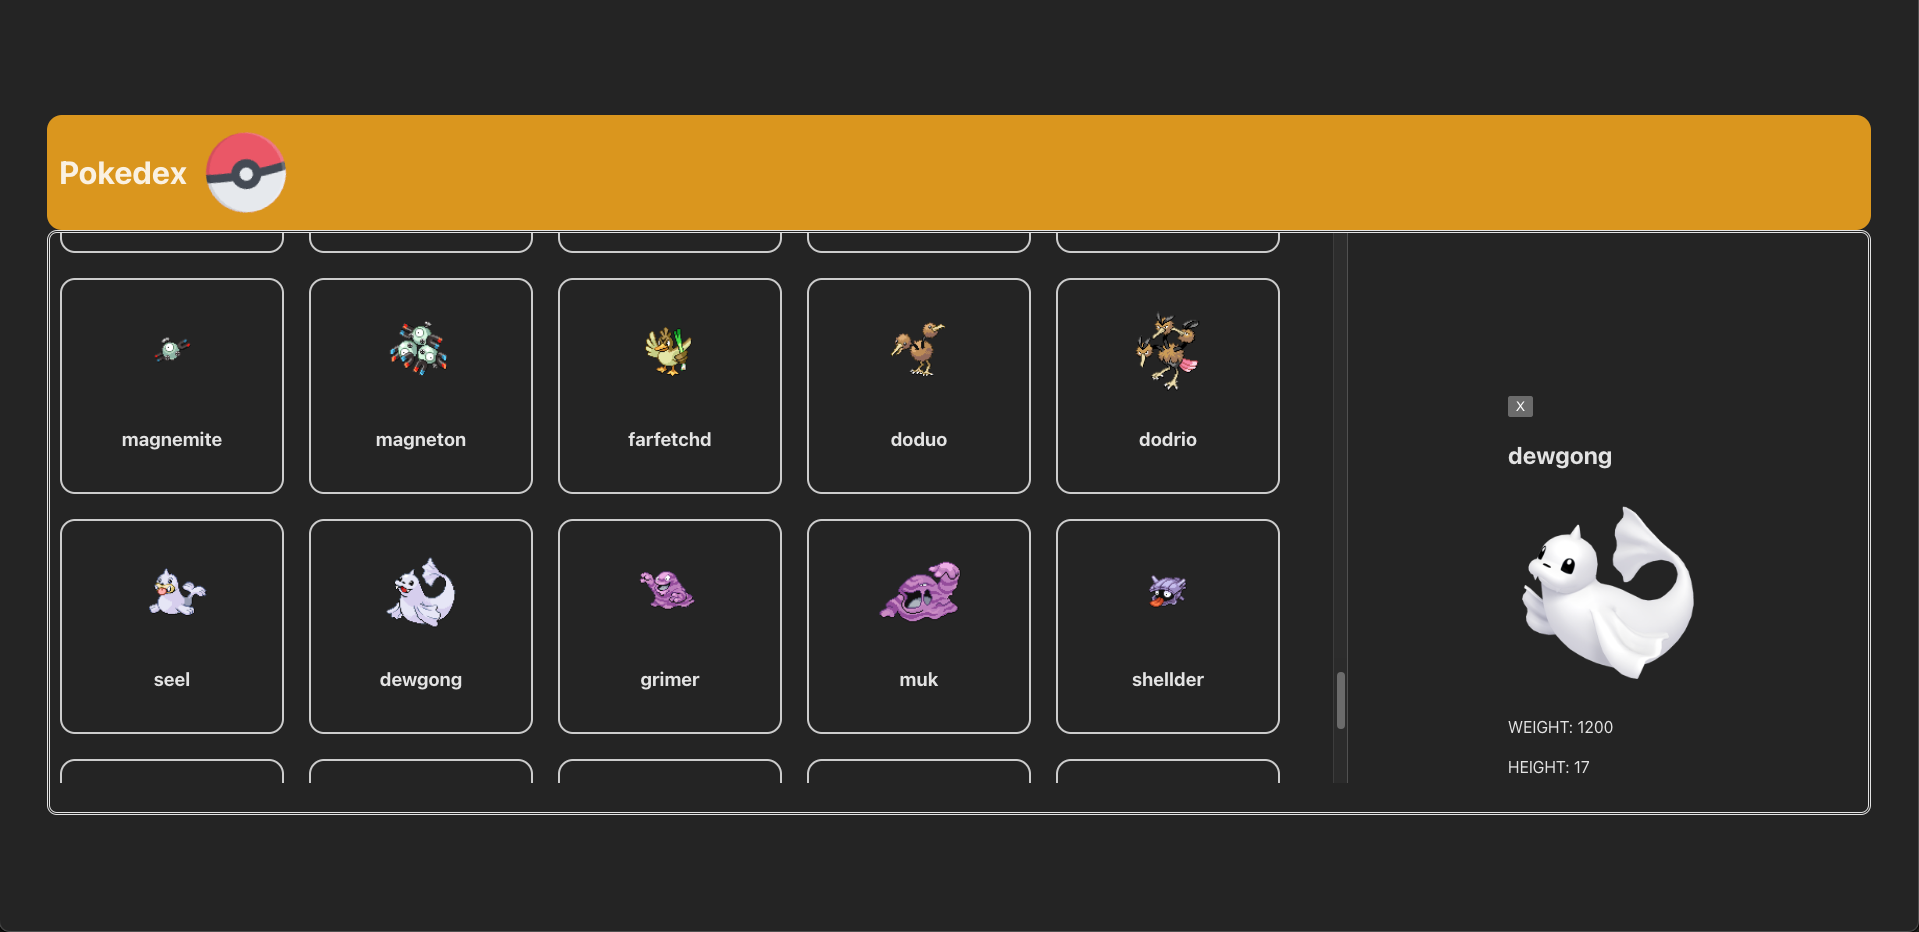 Pokedex
magnemite
magneton
farfetchd
doduo
dodrio
seel
dewgong
grimer
muk
shellder
X
dewgong
WEIGHT: 1200
HEIGHT: 17